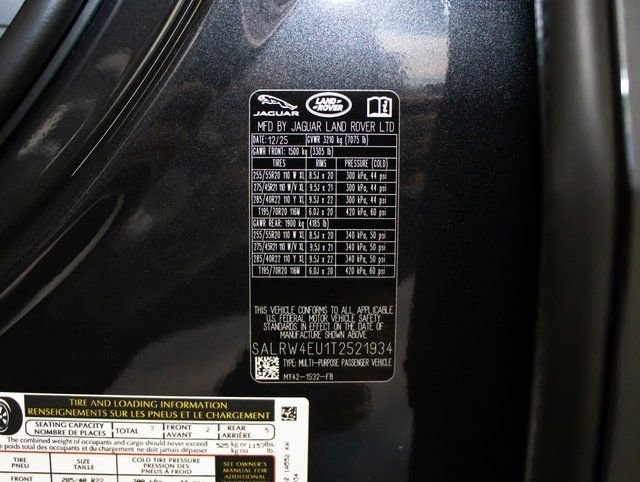 JAGUAR LAND ROVER
MFD BY JAGUAR LAND ROVER LTD
DATE: 12/25 GVWR 3210 kg (7075 lb)
GAWR FRONT: 1500 kg (3305 lb)
TIRES RIMS PRESSURE (COLD)
255/55R20 110 W XL 8.5J x 20 300 kPa, 44 psi
275/45R21 110 W/V XL 9.5J x 21 300 kPa, 44 psi
285/40R22 110 Y XL 9.5J x 22 300 kPa, 44 psi
T195/70R20 116M 6.0J x 20 420 kPa, 60 psi
GAWR REAR: 1900 kg (4185 lb)
255/55R20 110 W XL 8.5J x 20 340 kPa, 50 psi
275/45R21 110 W/V XL 9.5J x 21 340 kPa, 50 psi
285/40R22 110 Y XL 9.5J x 22 340 kPa, 50 psi
T195/70R20 116M 6.0J x 20 420 kPa, 60 psi
THIS VEHICLE CONFORMS TO ALL APPLICABLE
U.S. FEDERAL MOTOR VEHICLE SAFETY
STANDARDS IN EFFECT ON THE DATE OF
MANUFACTURE SHOWN ABOVE
SALRW4EU1T2521934
TYPE: MULTI-PURPOSE PASSENGER VEHICLE
MY42-1532-FB
TIRE AND LOADING INFORMATION
RENSEIGNEMENTS SUR LES PNEUS ET LE CHARGEMENT
SEATING CAPACITY TOTAL 7 FRONT 2 REAR 5
NOMBRE DE PLACES AVANT ARRIÈRE
The combined weight of occupants and cargo should never exceed 525 kg or 1157 lbs
poids total des occupants et du chargement ne doit jamais dépasser kg ou lb
TIRE SIZE COLD TIRE PRESSURE SEE OWNER'S
PNEU TAILLE PRESSION DES MANUAL FOR
PNEUS À FROID ADDITIONAL
FRONT 285/40 R22